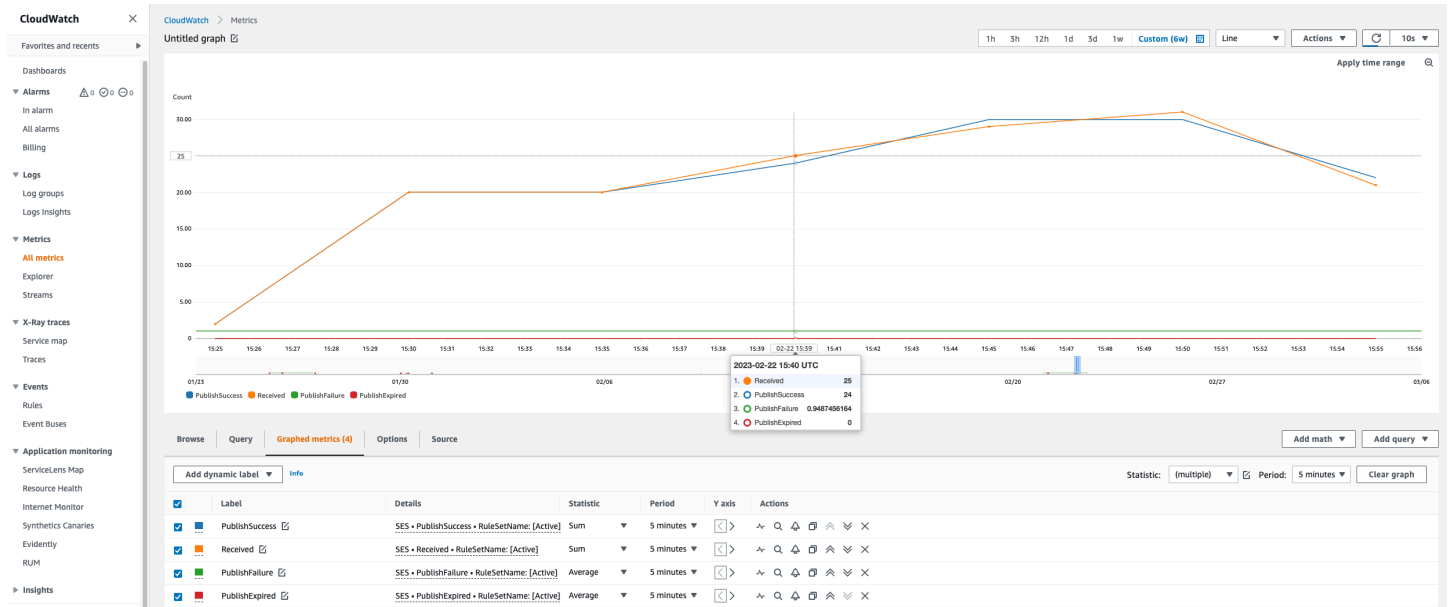 CloudWatch
Favorites and recents
Dashboards
Alarms 0 0 0
In alarm
All alarms
Billing
Logs
Log groups
Logs Insights
Metrics
All metrics
Explorer
Streams
X-Ray traces
Service map
Traces
Events
Rules
Event Buses
Application monitoring
ServiceLens Map
Resource Health
Internet Monitor
Synthetics Canaries
Evidently
RUM
Insights
CloudWatch > Metrics
Untitled graph
1h 3h 12h 1d 3d 1w Custom (6w) Line Actions 10s
Apply time range
Count
30.00
25
20.00
15.00
10.00
5.00
0
15:25 15:26 15:27 15:28 15:29 15:30 15:31 15:32 15:33 15:34 15:35 15:36 15:37 15:38 15:39 02-22 15:39 15:41 15:42 15:43 15:44 15:45 15:46 15:47 15:48 15:49 15:50 15:51 15:52 15:53 15:54 15:55 15:56
2023-02-22 15:40 UTC
1. Received 25
2. PublishSuccess 24
3. PublishFailure 0.9487456164
4. PublishExpired 0
01/23 01/30 02/06 02/20 02/27 03/06
PublishSuccess Received PublishFailure PublishExpired
Browse Query Graphed metrics (4) Options Source Add math Add query
Add dynamic label Info Statistic: (multiple) Period: 5 minutes Clear graph
Label Details Statistic Period Y axis Actions
PublishSuccess SES • PublishSuccess • RuleSetName: [Active] Sum 5 minutes
Received SES • Received • RuleSetName: [Active] Sum 5 minutes
PublishFailure SES • PublishFailure • RuleSetName: [Active] Average 5 minutes
PublishExpired SES • PublishExpired • RuleSetName: [Active] Average 5 minutes